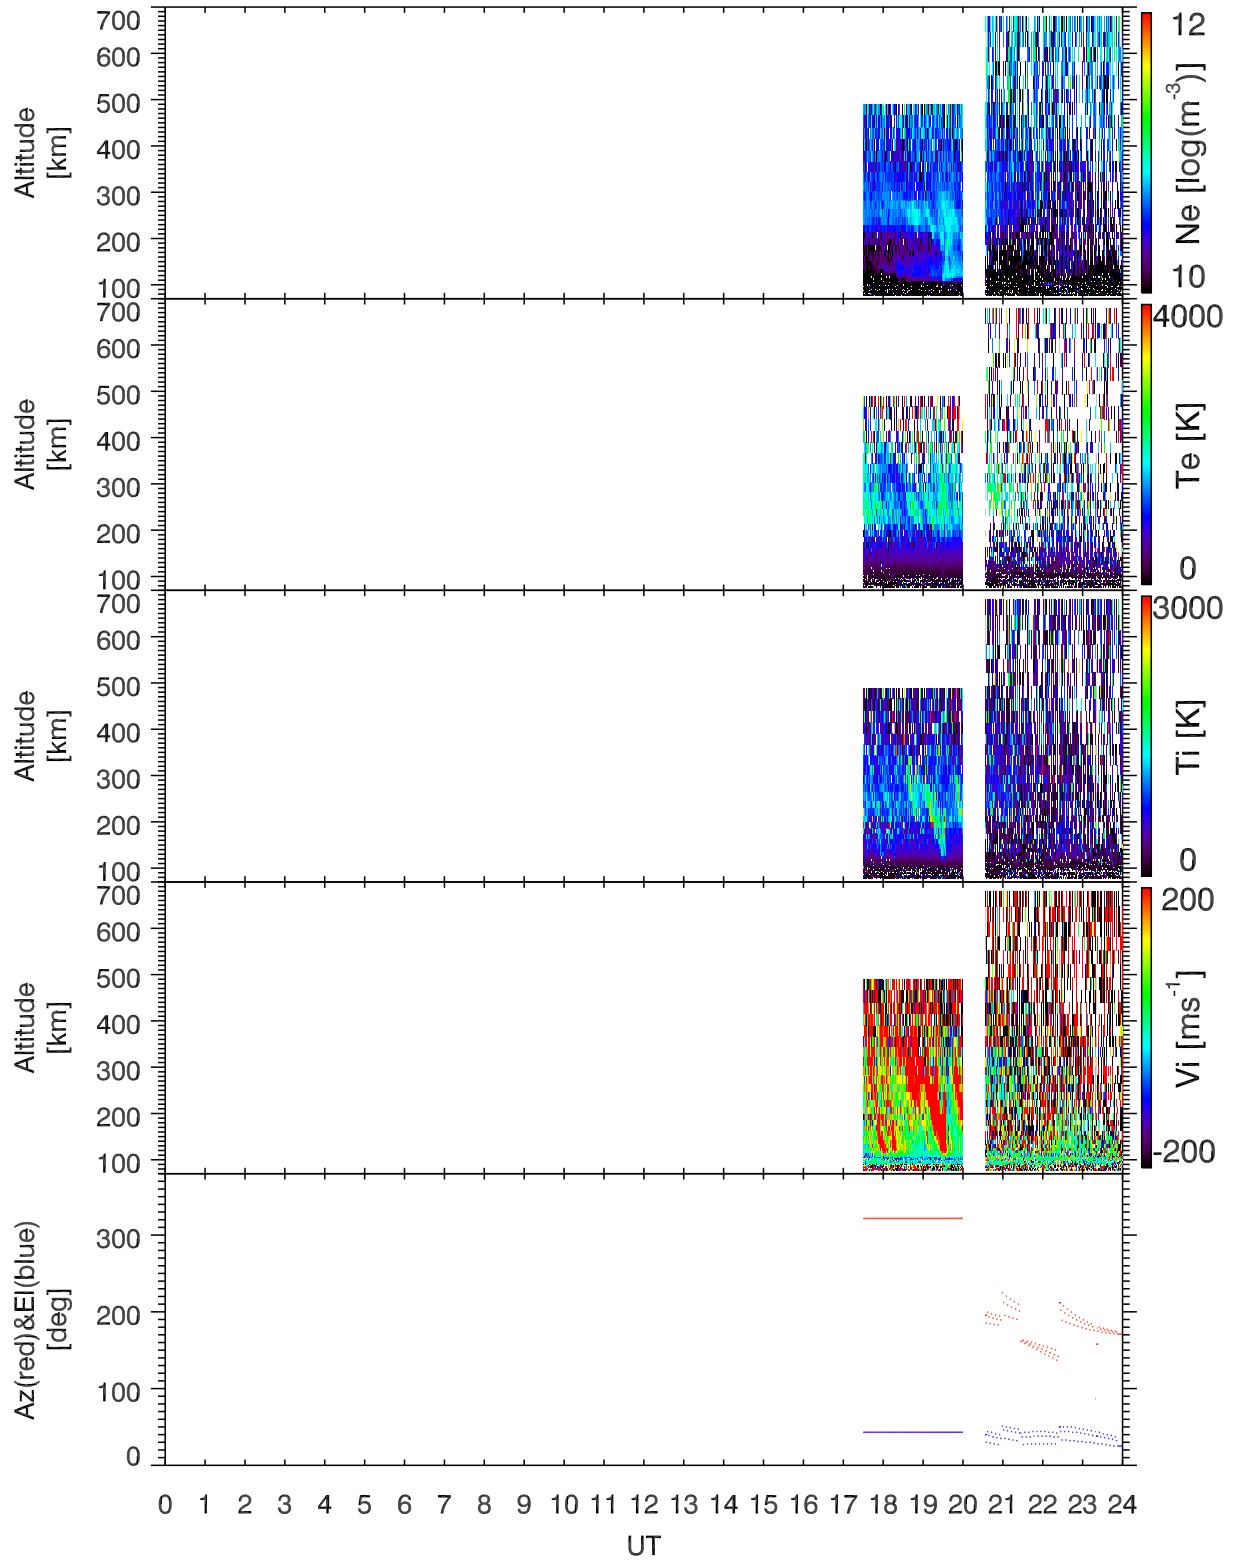 700
600
500
400
300
200
100
Altitude
[km]
12
10
Ne [log(m⁻³)]
700
600
500
400
300
200
100
Altitude
[km]
4000
0
Te [K]
700
600
500
400
300
200
100
Altitude
[km]
3000
0
Ti [K]
700
600
500
400
300
200
100
Altitude
[km]
200
-200
Vi [ms⁻¹]
300
200
100
0
Az(red)&El(blue)
[deg]
0 1 2 3 4 5 6 7 8 9 10 11 12 13 14 15 16 17 18 19 20 21 22 23 24
UT